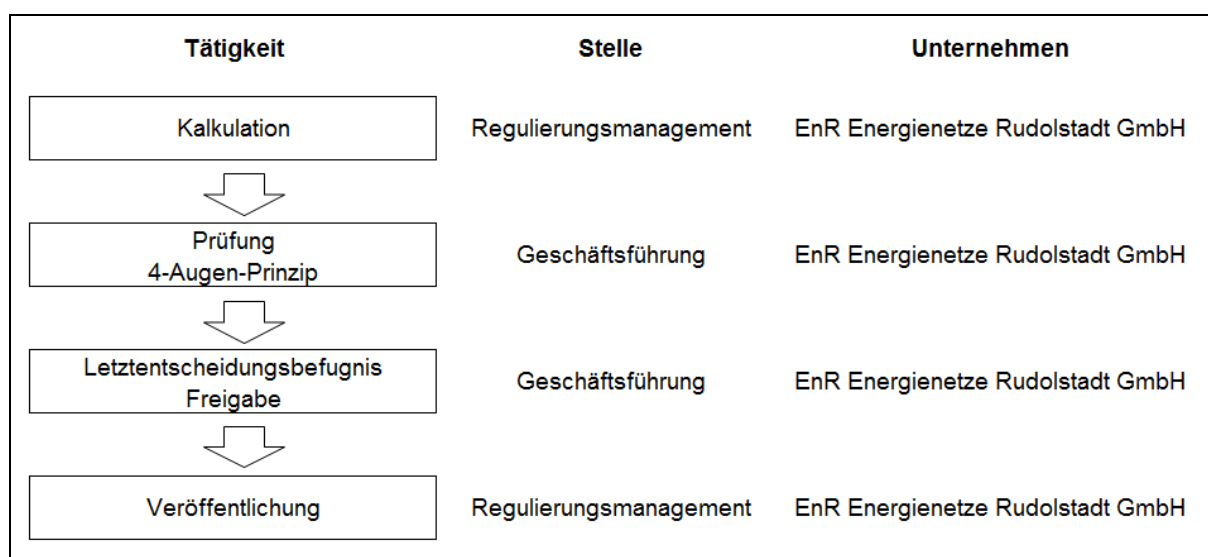 Tätigkeit Stelle Unternehmen
Kalkulation Regulierungsmanagement EnR Energienetze Rudolstadt GmbH
Prüfung
4-Augen-Prinzip Geschäftsführung EnR Energienetze Rudolstadt GmbH
Letztentscheidungsbefugnis
Freigabe Geschäftsführung EnR Energienetze Rudolstadt GmbH
Veröffentlichung Regulierungsmanagement EnR Energienetze Rudolstadt GmbH